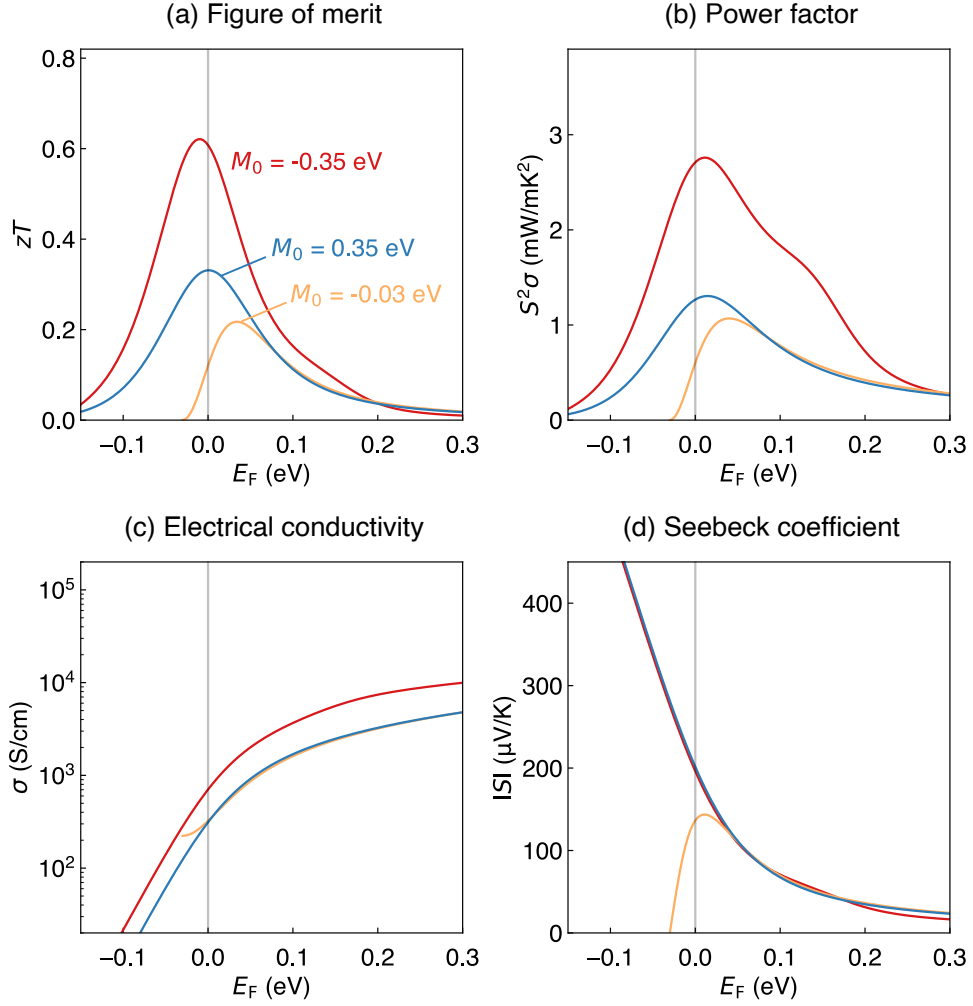 (a) Figure of merit
(b) Power factor
zT
0.8
0.6
0.4
0.2
0.0
M₀ = -0.35 eV
M₀ = 0.35 eV
M₀ = -0.03 eV
−0.1 0.0 0.1 0.2 0.3
E_F (eV)
S²σ (mW/mK²)
3
2
1
0
−0.1 0.0 0.1 0.2 0.3
E_F (eV)
(c) Electrical conductivity
(d) Seebeck coefficient
σ (S/cm)
10⁵
10⁴
10³
10²
−0.1 0.0 0.1 0.2 0.3
E_F (eV)
|S| (μV/K)
400
300
200
100
0
−0.1 0.0 0.1 0.2 0.3
E_F (eV)